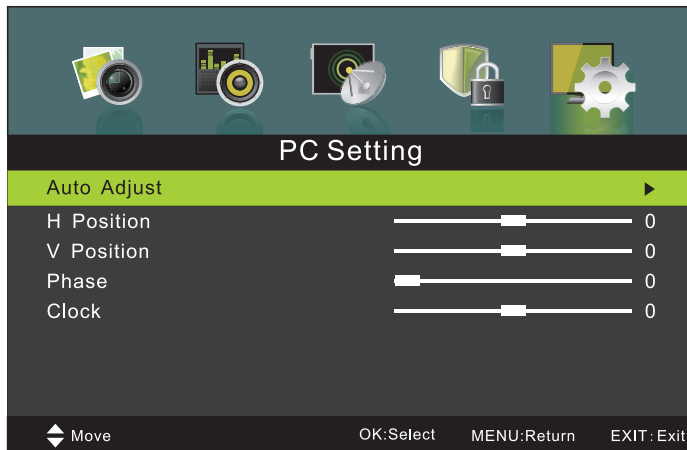 PC Setting
Auto Adjust
H Position 0
V Position 0
Phase 0
Clock 0
Move OK:Select MENU:Return EXIT:Exit